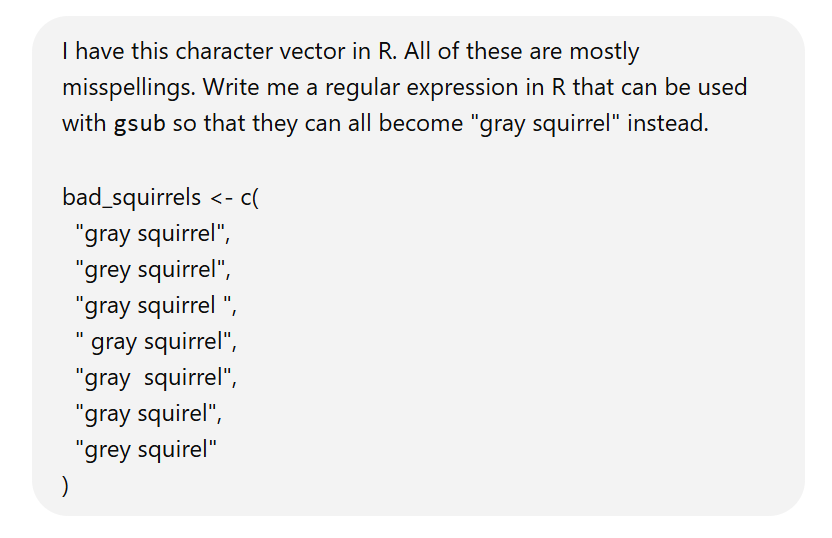 I have this character vector in R. All of these are mostly
misspellings. Write me a regular expression in R that can be used
with gsub so that they can all become "gray squirrel" instead.

bad_squirrels <- c(
  "gray squirrel",
  "grey squirrel",
  "gray squirrel ",
  " gray squirrel",
  "gray  squirrel",
  "gray squirel",
  "grey squirel"
)